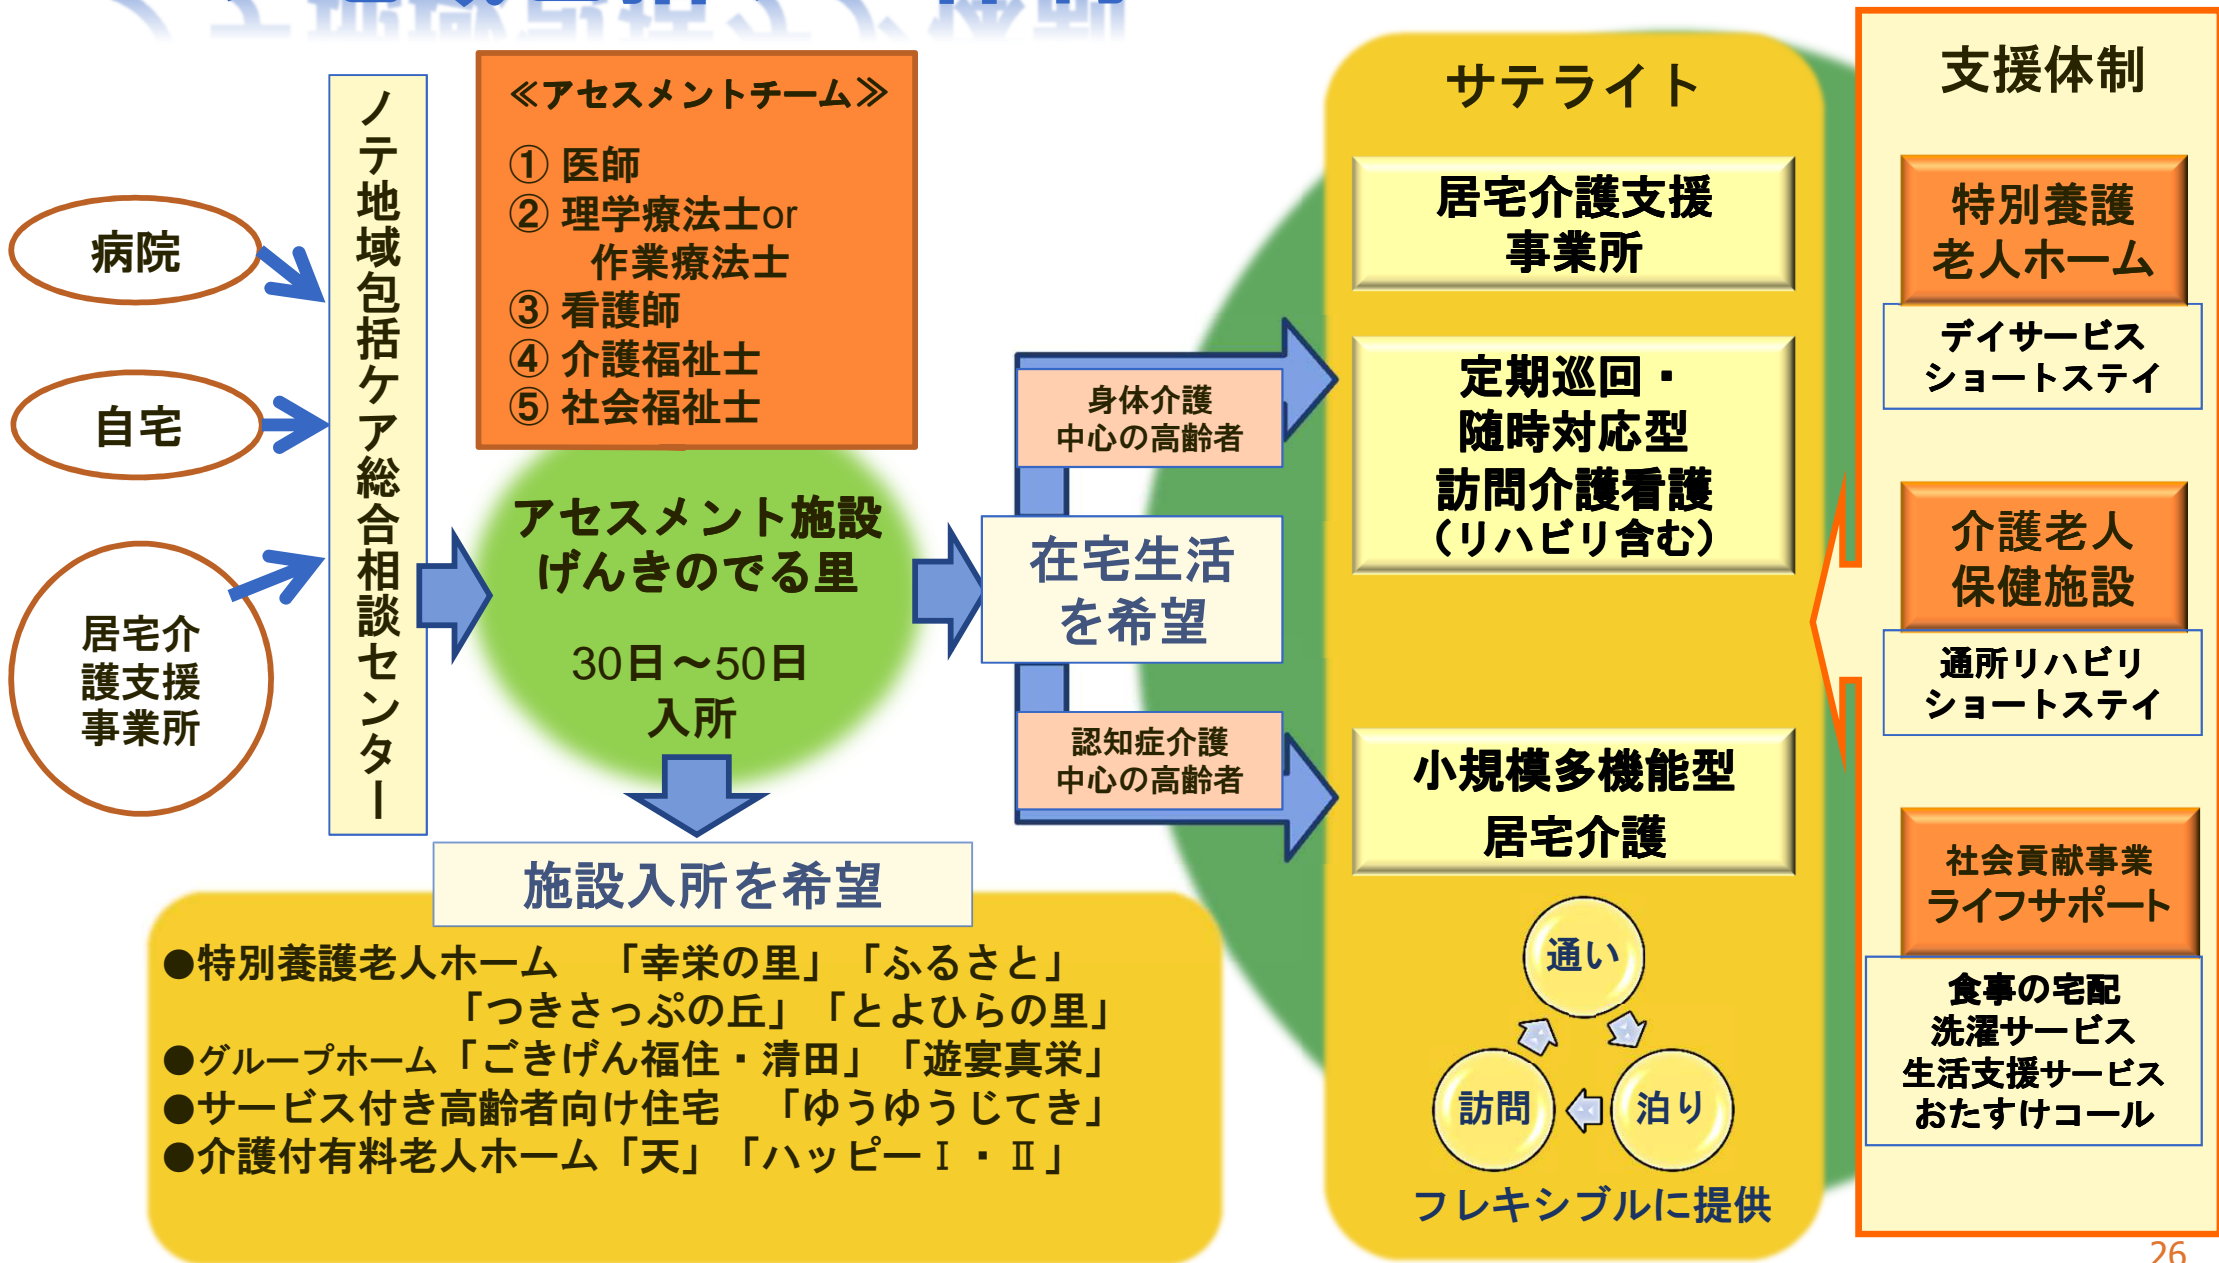 ノテ地域包括ケア体制
病院
自宅
居宅介
護支援
事業所
ノテ地域包括ケア総合相談センター
≪アセスメントチーム≫
① 医師
② 理学療法士or
作業療法士
③ 看護師
④ 介護福祉士
⑤ 社会福祉士
アセスメント施設
げんきのでる里
30日～50日
入所
施設入所を希望
●特別養護老人ホーム　「幸栄の里」「ふるさと」
「つきさっぷの丘」「とよひらの里」
●グループホーム「ごきげん福住・清田」「遊宴真栄」
●サービス付き高齢者向け住宅　「ゆうゆうじてき」
●介護付有料老人ホーム「天」「ハッピーⅠ・Ⅱ」
身体介護
中心の高齢者
在宅生活
を希望
認知症介護
中心の高齢者
サテライト
居宅介護支援
事業所
定期巡回・
随時対応型
訪問介護看護
（リハビリ含む）
小規模多機能型
居宅介護
通い
訪問
泊り
フレキシブルに提供
支援体制
特別養護
老人ホーム
デイサービス
ショートステイ
介護老人
保健施設
通所リハビリ
ショートステイ
社会貢献事業
ライフサポート
食事の宅配
洗濯サービス
生活支援サービス
おたすけコール
26